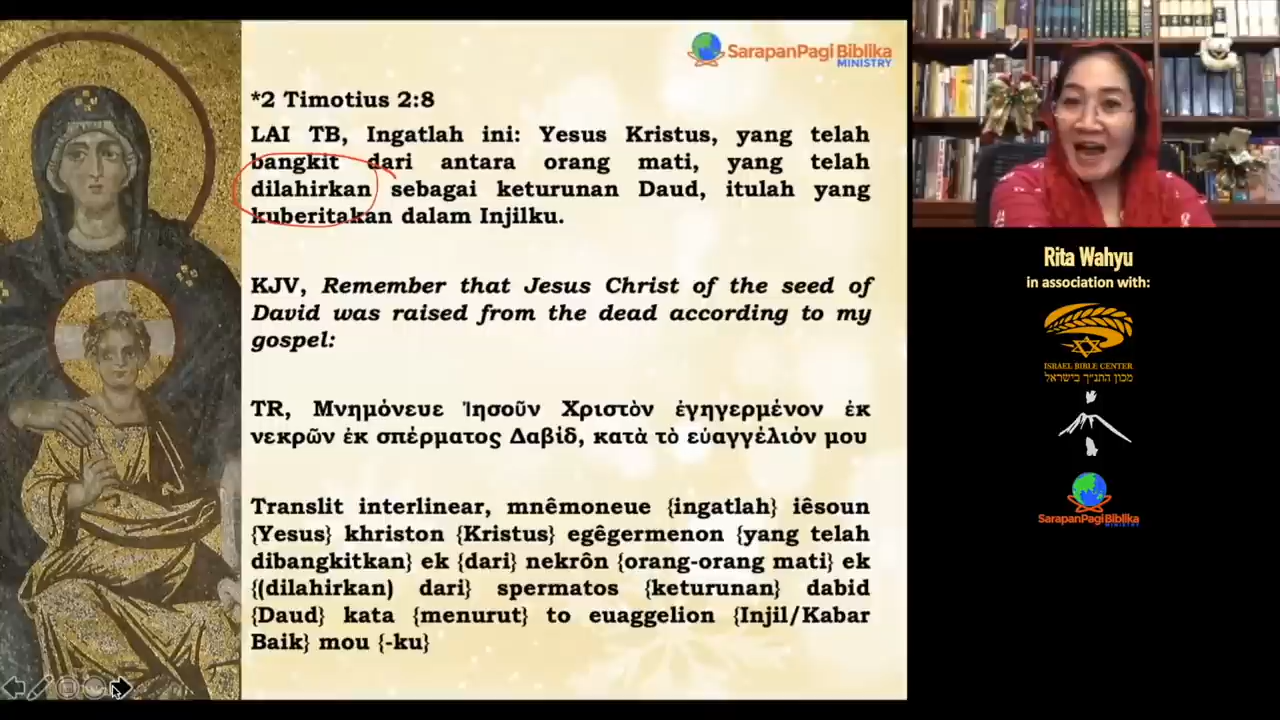 SarapanPagi Biblika
MINISTRY
*2 Timotius 2:8
LAI TB, Ingatlah ini: Yesus Kristus, yang telah
bangkit dari antara orang mati, yang telah
dilahirkan sebagai keturunan Daud, itulah yang
kuberitakan dalam Injilku.
KJV, Remember that Jesus Christ of the seed of
David was raised from the dead according to my
gospel:
TR, Μνημόνευε Ἰησοῦν Χριστὸν ἐγηγερμένον ἐκ
νεκρῶν ἐκ σπέρματος Δαβίδ, κατὰ τὸ εὐαγγέλιόν μου
Translit interlinear, mnêmoneue {ingatlah} iêsoun
{Yesus} khriston {Kristus} egêgermenon {yang telah
dibangkitkan} ek {dari} nekrôn {orang-orang mati} ek
{(dilahirkan) dari} spermatos {keturunan} dabid
{Daud} kata {menurut} to euaggelion {Injil/Kabar
Baik} mou {-ku}
Rita Wahyu
in association with:
ISRAEL BIBLE CENTER
מכון התנ״ך בישראל
SarapanPagi Biblika
MINISTRY